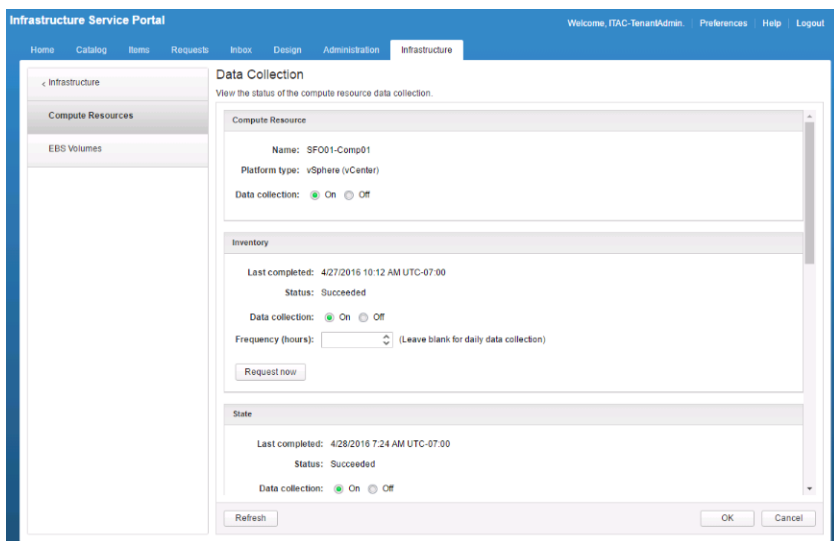 Infrastructure Service Portal
Welcome, ITAC-TenantAdmin. Preferences Help Logout
Home Catalog Items Requests Inbox Design Administration Infrastructure
< Infrastructure
Compute Resources
EBS Volumes
Data Collection
View the status of the compute resource data collection.
Compute Resource
Name: SFO01-Comp01
Platform type: vSphere (vCenter)
Data collection: On Off
Inventory
Last completed: 4/27/2016 10:12 AM UTC-07:00
Status: Succeeded
Data collection: On Off
Frequency (hours): (Leave blank for daily data collection)
Request now
State
Last completed: 4/28/2016 7:24 AM UTC-07:00
Status: Succeeded
Data collection: On Off
Refresh OK Cancel